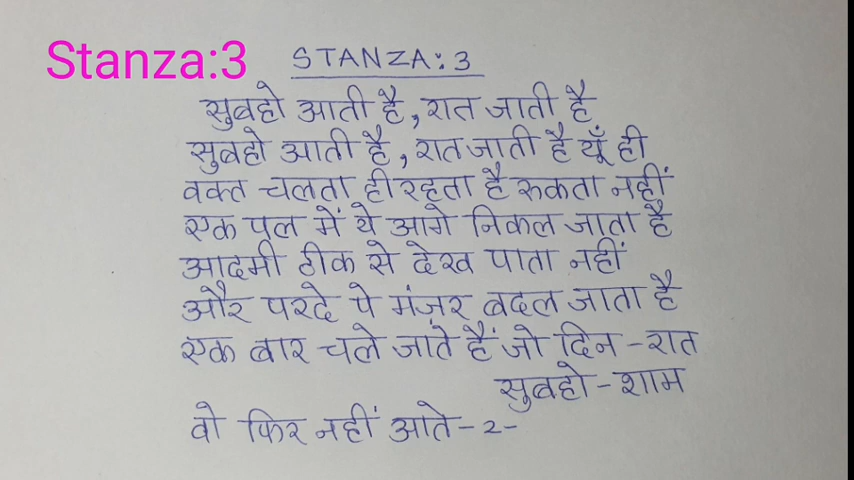 Stanza:3
STANZA: 3
सुबहो आती है, रात जाती है
सुबहो आती है, रात जाती है यूँ ही
वक्त चलता ही रहता है रुकता नहीं
एक पल में ये आगे निकल जाता है
आदमी ठीक से देख पाता नहीं
और परदे पे मंज़र बदल जाता है
एक बार चले जाते हैं जो दिन-रात
सुबहो-शाम
वो फिर नहीं आते-2-